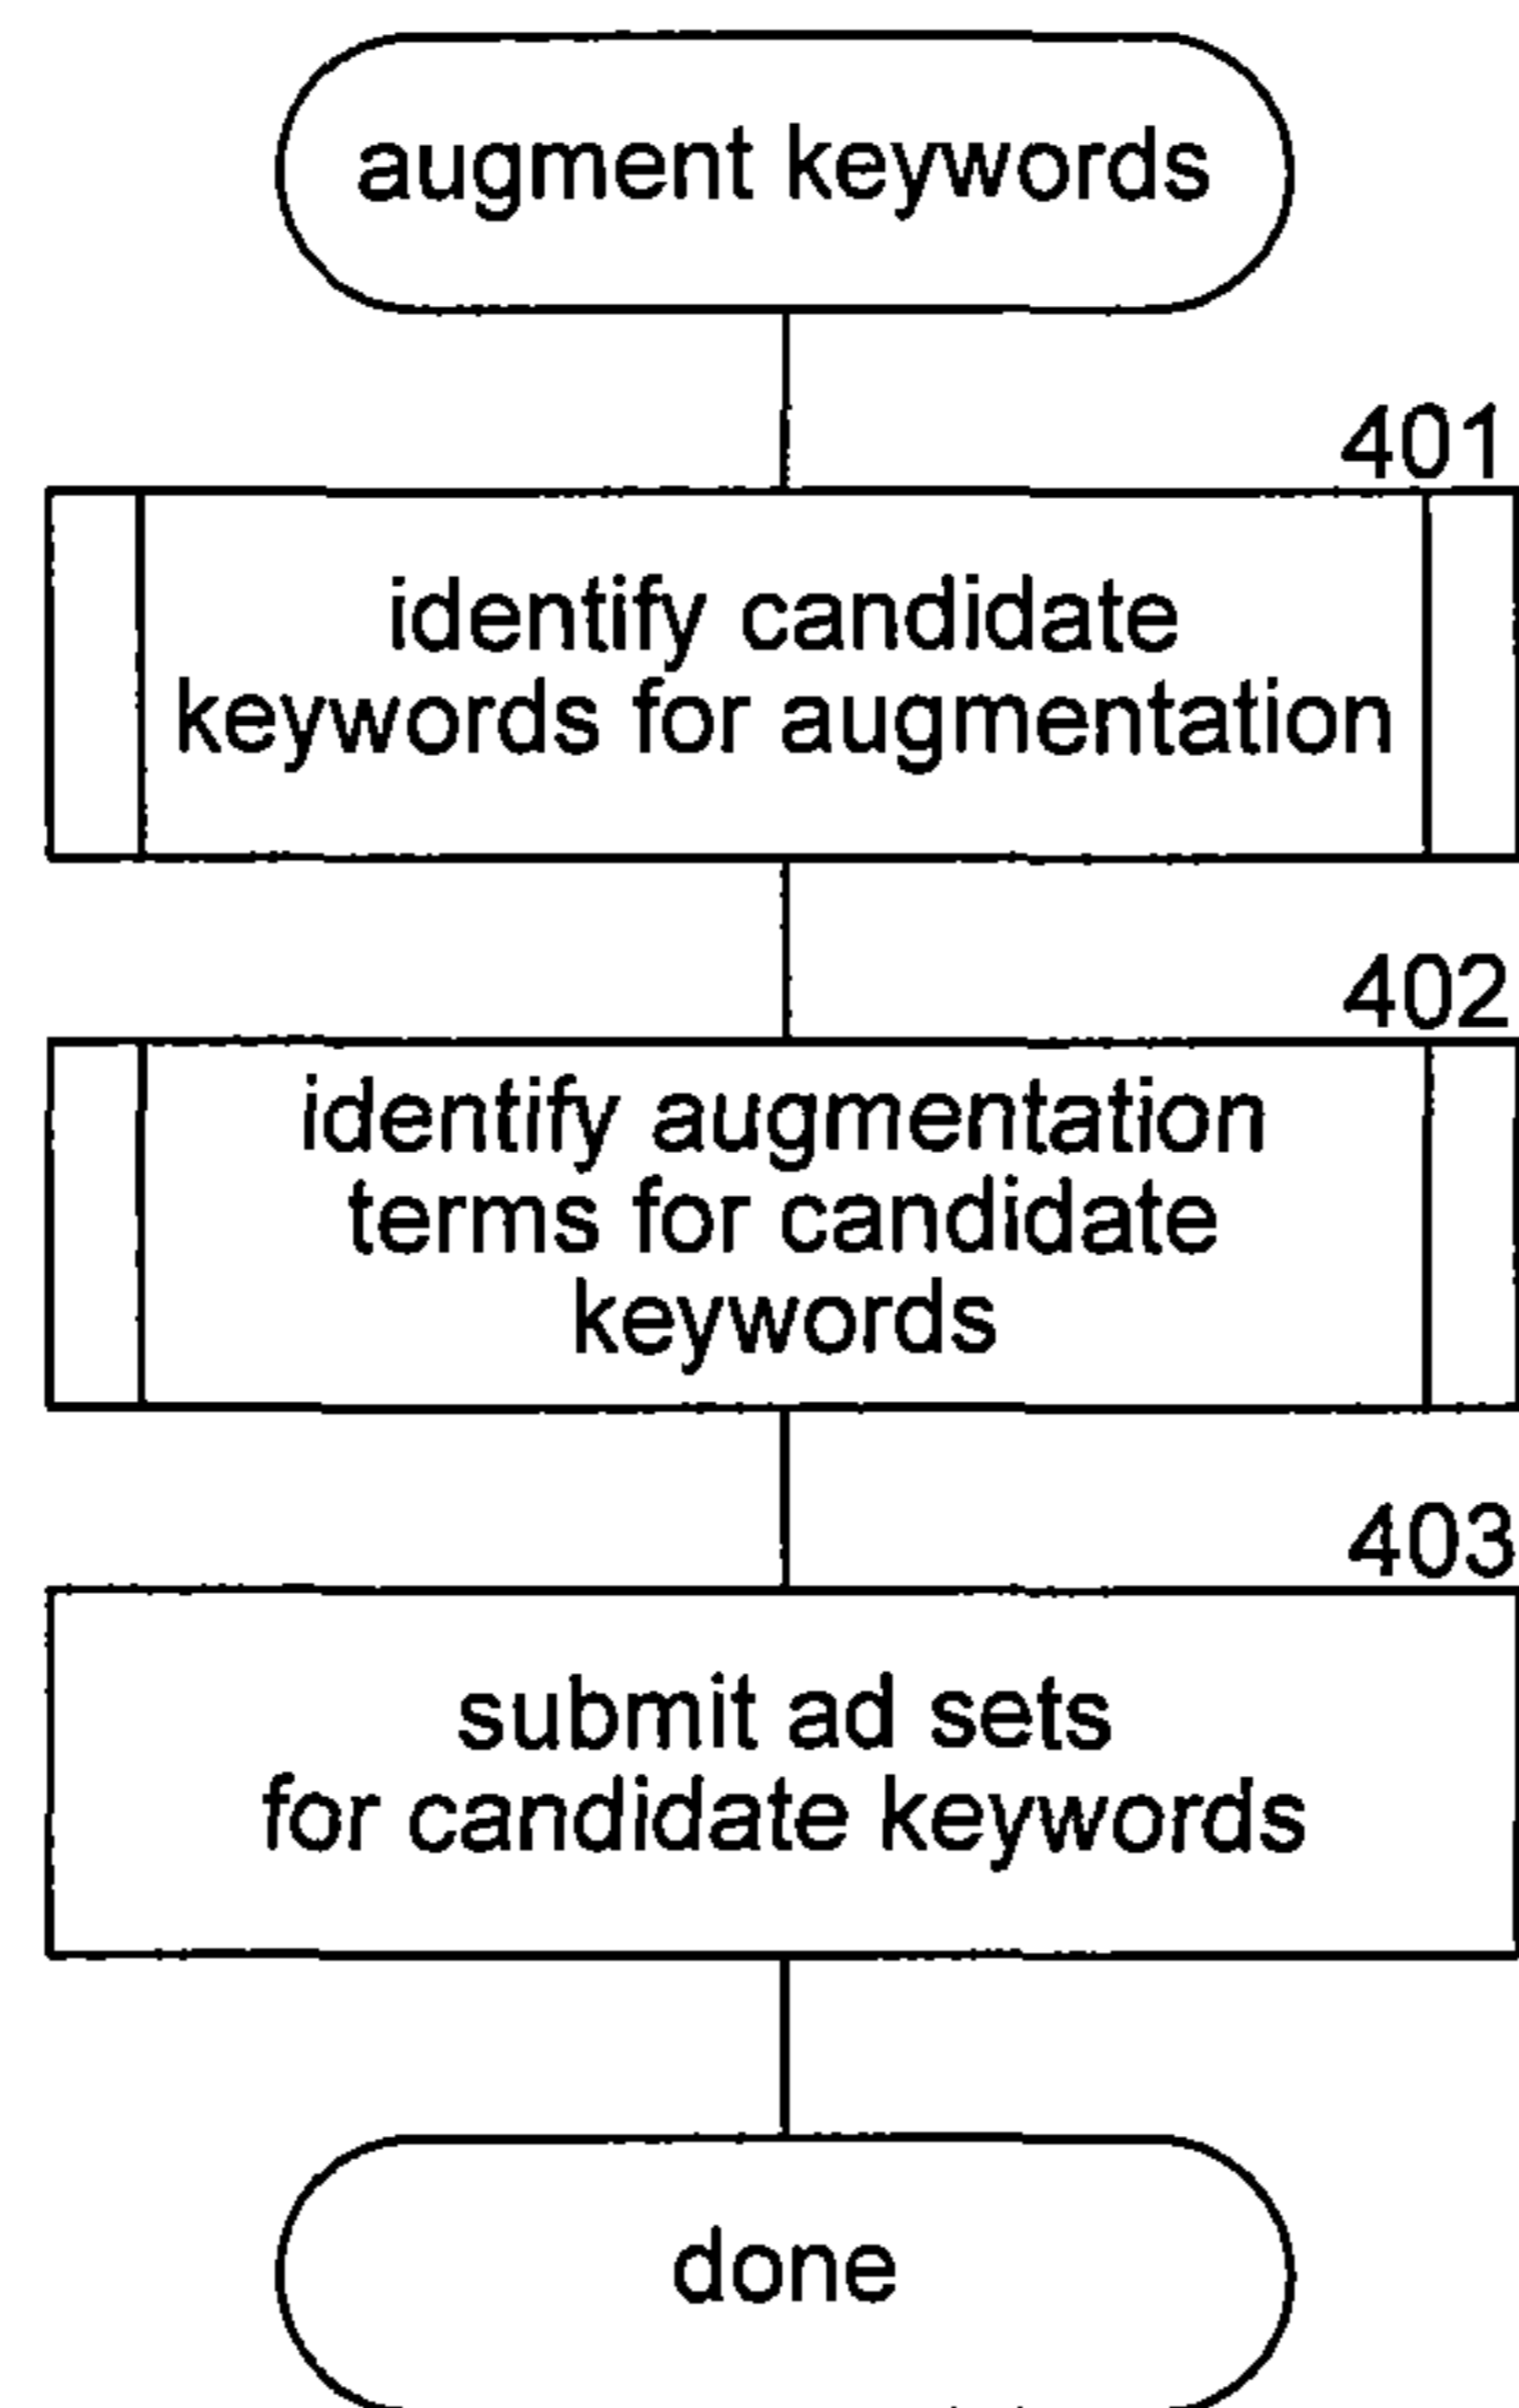 augment keywords
401
identify candidate
keywords for augmentation
402
identify augmentation
terms for candidate
keywords
403
submit ad sets
for candidate keywords
done